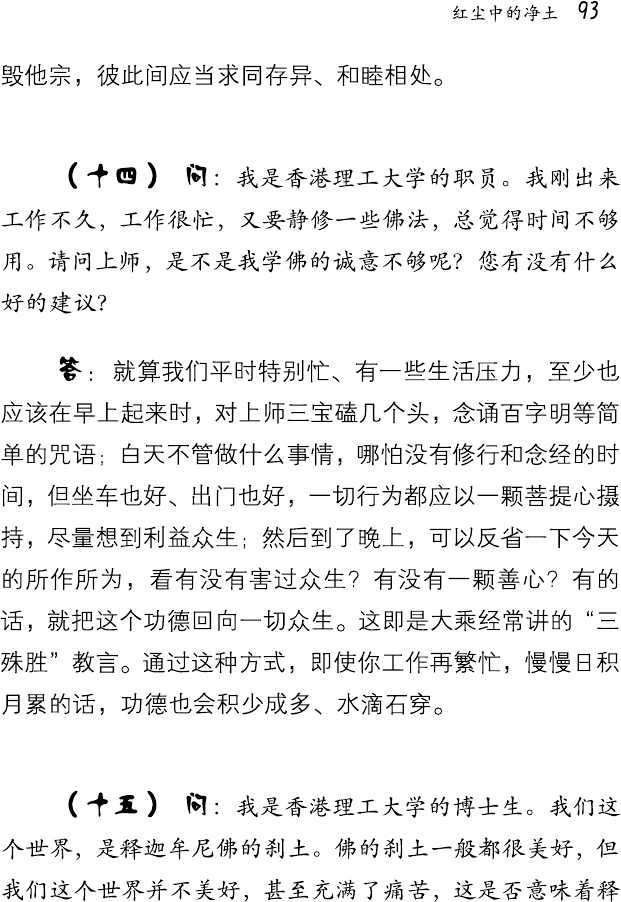 红尘中的净土 93
毁他宗，彼此间应当求同存异、和睦相处。
（十四） 问：我是香港理工大学的职员。我刚出来
工作不久，工作很忙，又要静修一些佛法，总觉得时间不够
用。请问上师，是不是我学佛的诚意不够呢？您有没有什么
好的建议？
答：就算我们平时特别忙、有一些生活压力，至少也
应该在早上起来时，对上师三宝磕几个头，念诵百字明等简
单的咒语；白天不管做什么事情，哪怕没有修行和念经的时
间，但坐车也好、出门也好，一切行为都应以一颗菩提心摄
持，尽量想到利益众生；然后到了晚上，可以反省一下今天
的所作所为，看有没有害过众生？有没有一颗善心？有的
话，就把这个功德回向一切众生。这即是大乘经常讲的“三
殊胜”教言。通过这种方式，即使你工作再繁忙，慢慢日积
月累的话，功德也会积少成多、水滴石穿。
（十五） 问：我是香港理工大学的博士生。我们这
个世界，是释迦牟尼佛的刹土。佛的刹土一般都很美好，但
我们这个世界并不美好，甚至充满了痛苦，这是否意味着释